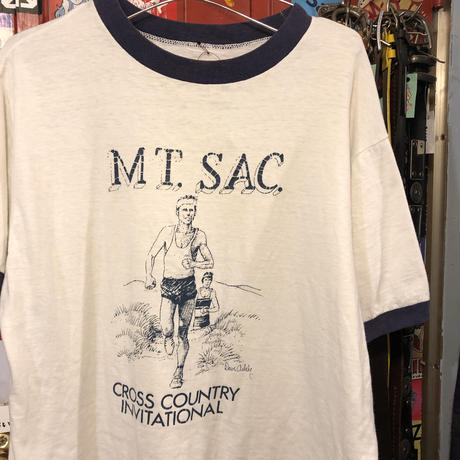 MT. SAC.
CROSS COUNTRY
INVITATIONAL